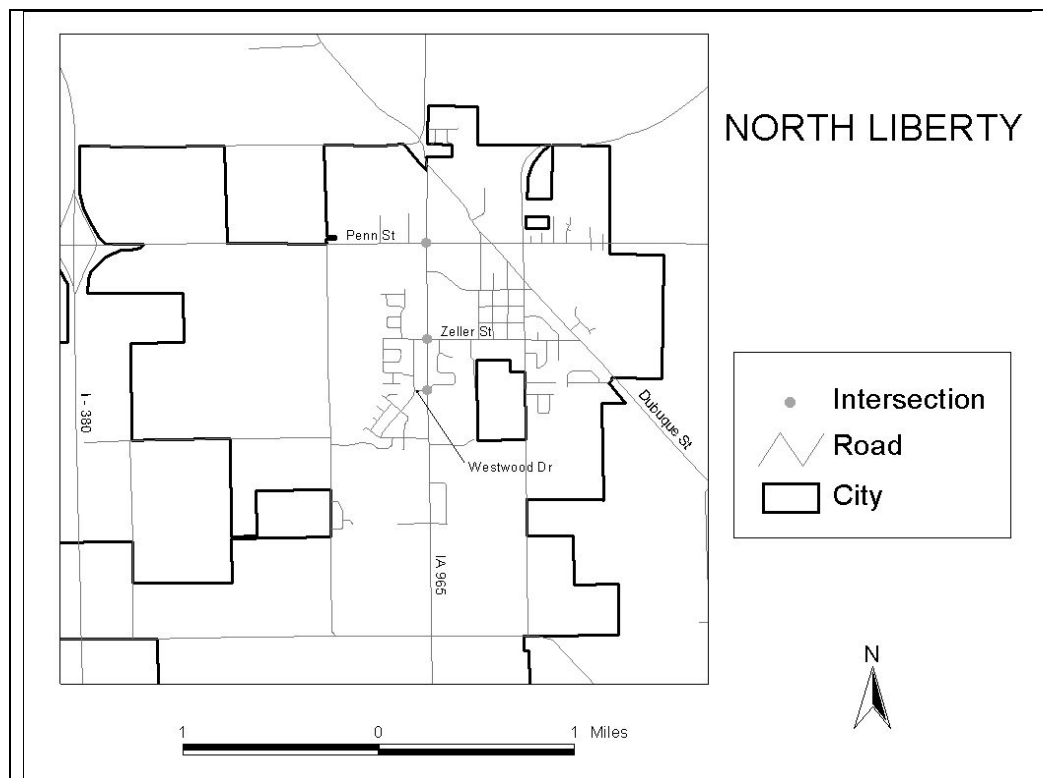 NORTH LIBERTY
Penn St
Zeller St
I - 380
Dubuque St
Westwood Dr
IA 965
Intersection
Road
City
N
1 0 1 Miles